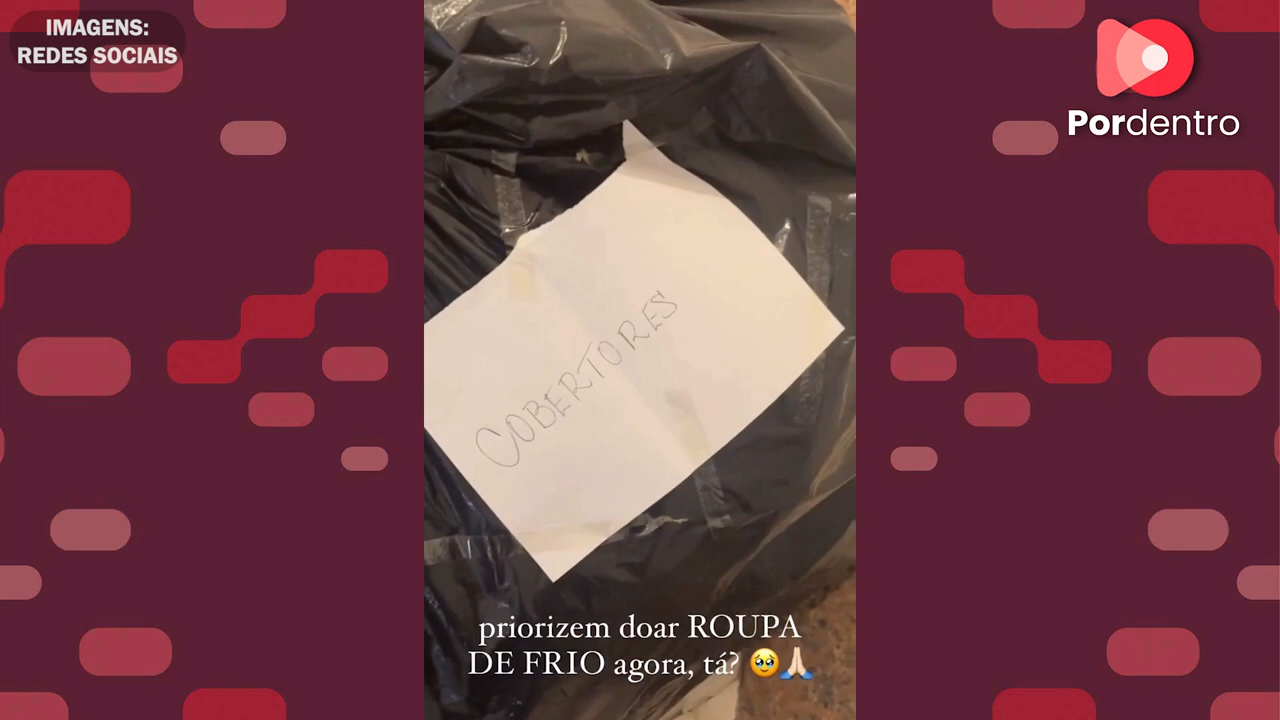 IMAGENS:
REDES SOCIAIS
Pordentro
COBERTORES
priorizem doar ROUPA
DE FRIO agora, tá? 🥹🙏🏻